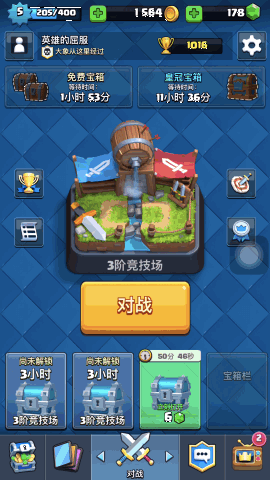 5 205/400 1 564 178
英雄的屈服
大象从这里经过
1016
免费宝箱
等待时间:
1小时 53分
皇冠宝箱
等待时间:
11小时 36分
3阶竞技场
对战
尚未解锁
3小时
3阶竞技场
尚未解锁
3小时
3阶竞技场
50分 46秒
6
宝箱栏
对战
2